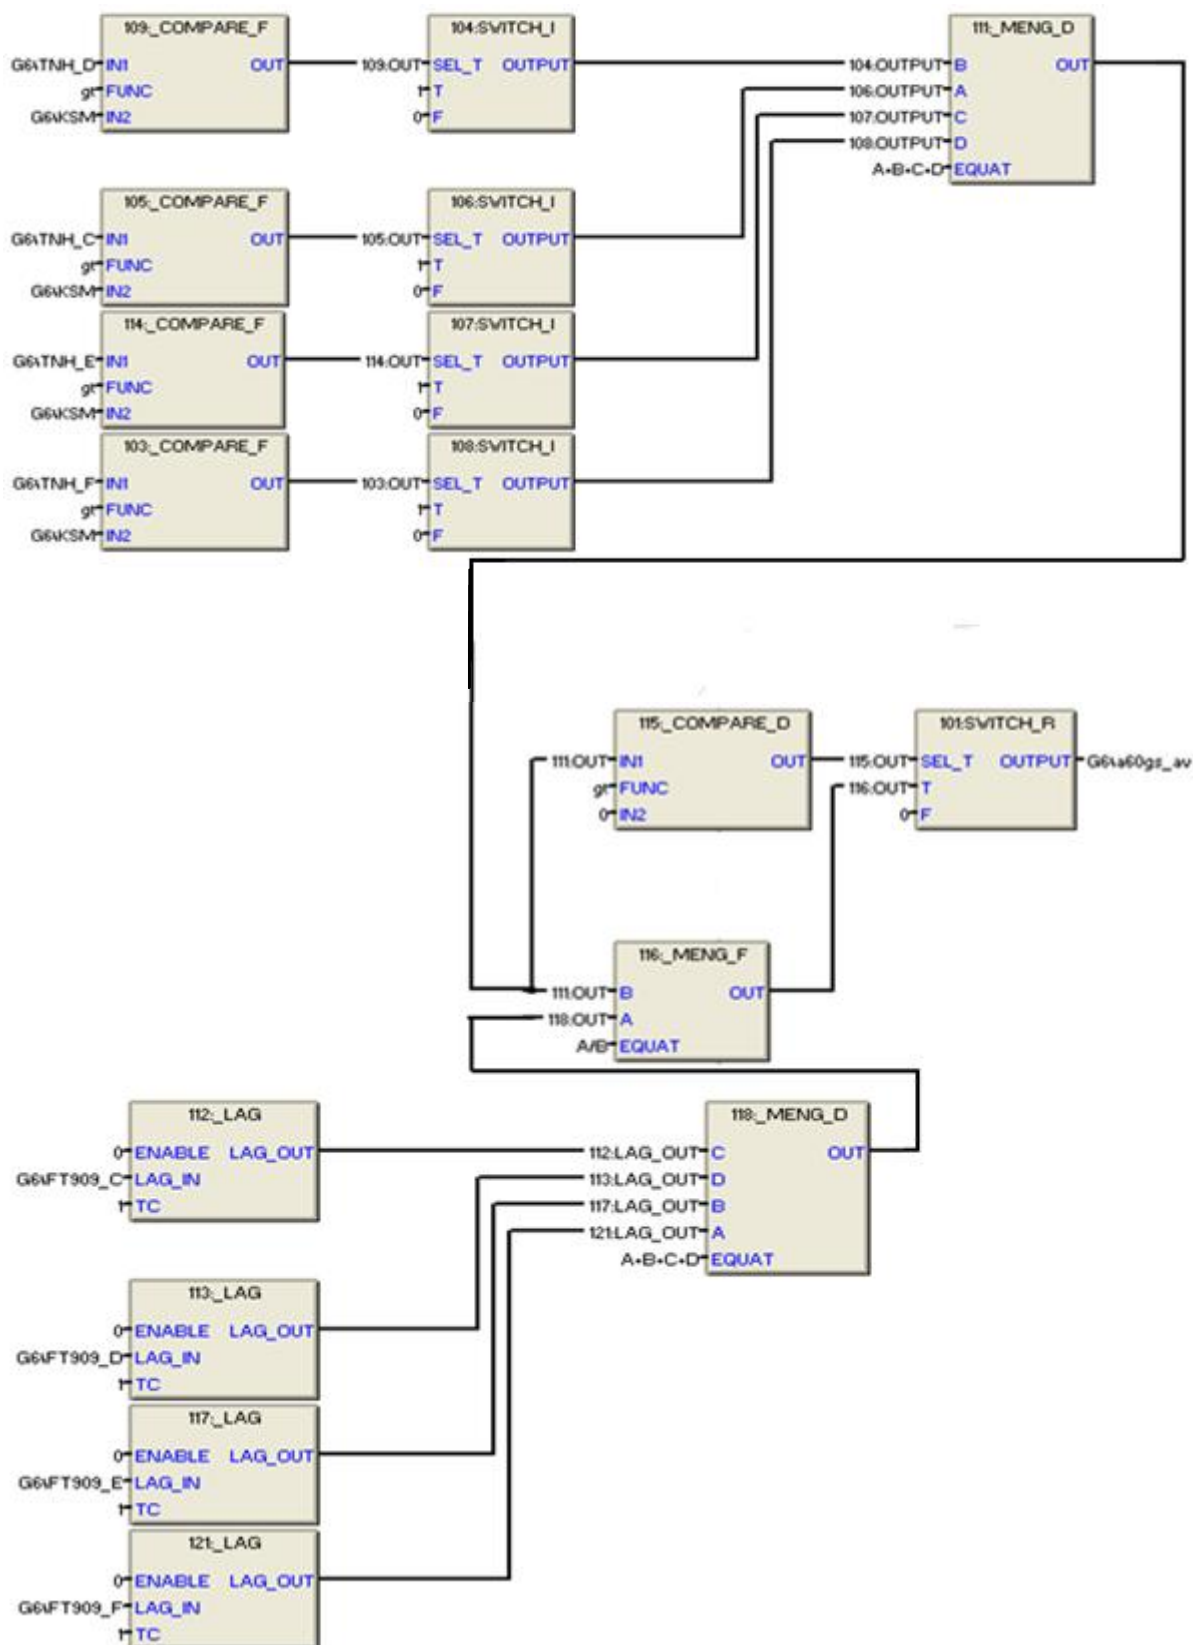 109:_COMPARE_F
G6\TNH_D IN1 OUT
gt FUNC
G6\KSM IN2
104:SWITCH_I
109:OUT SEL_T OUTPUT
1 T
0 F
111:_MENG_D
104:OUTPUT B OUT
106:OUTPUT A
107:OUTPUT C
108:OUTPUT D
A+B+C+D EQUAT
105:_COMPARE_F
G6\TNH_C IN1 OUT
gt FUNC
G6\KSM IN2
106:SWITCH_I
105:OUT SEL_T OUTPUT
1 T
0 F
114:_COMPARE_F
G6\TNH_E IN1 OUT
gt FUNC
G6\KSM IN2
107:SWITCH_I
114:OUT SEL_T OUTPUT
1 T
0 F
103:_COMPARE_F
G6\TNH_F IN1 OUT
gt FUNC
G6\KSM IN2
108:SWITCH_I
103:OUT SEL_T OUTPUT
1 T
0 F
115:_COMPARE_D
111:OUT IN1 OUT
gt FUNC
0 IN2
101:SWITCH_R
115:OUT SEL_T OUTPUT G6\a60gs_av
116:OUT T
0 F
116:_MENG_F
111:OUT B OUT
118:OUT A
A/B EQUAT
112:_LAG
0 ENABLE LAG_OUT
G6\FT909_C LAG_IN
1 TC
118:_MENG_D
112:LAG_OUT C OUT
113:LAG_OUT D
117:LAG_OUT B
121:LAG_OUT A
A+B+C+D EQUAT
113:_LAG
0 ENABLE LAG_OUT
G6\FT909_D LAG_IN
1 TC
117:_LAG
0 ENABLE LAG_OUT
G6\FT909_E LAG_IN
1 TC
121:_LAG
0 ENABLE LAG_OUT
G6\FT909_F LAG_IN
1 TC